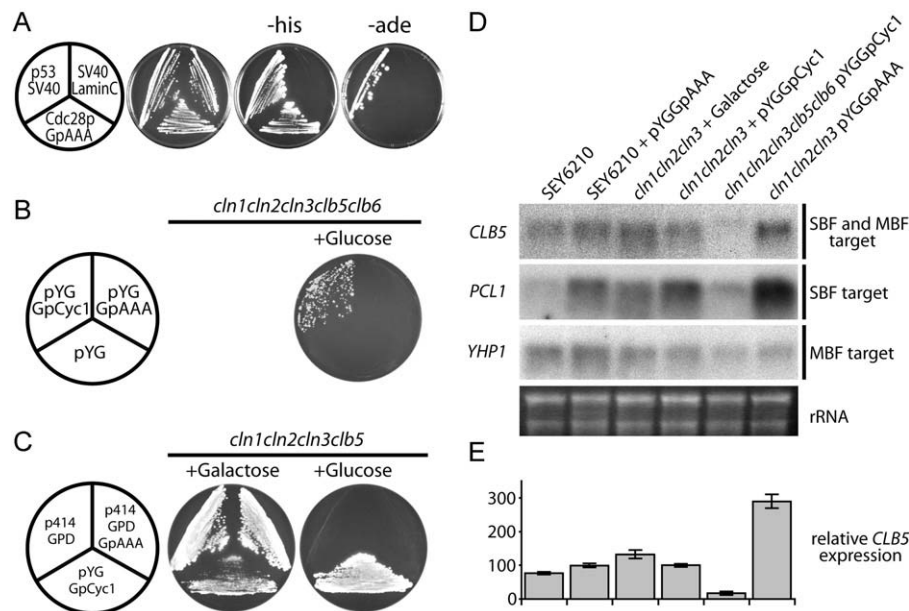 A
p53
SV40
SV40
LaminC
Cdc28p
GpAAA
-his
-ade
B
cln1cln2cln3clb5clb6
+Glucose
pYG
GpCyc1
pYG
GpAAA
pYG
C
cln1cln2cln3clb5
+Galactose
+Glucose
p414
GPD
p414
GPD
GpAAA
pYG
GpCyc1
D
SEY6210
SEY6210 + pYGGpAAA
cln1cln2cln3 + Galactose
cln1cln2cln3 + pYGGpCyc1
cln1cln2cln3clb5clb6 pYGGpCyc1
cln1cln2cln3 pYGGpAAA
CLB5
SBF and MBF
target
PCL1
SBF target
YHP1
MBF target
rRNA
E
300
200
100
0
relative CLB5
expression